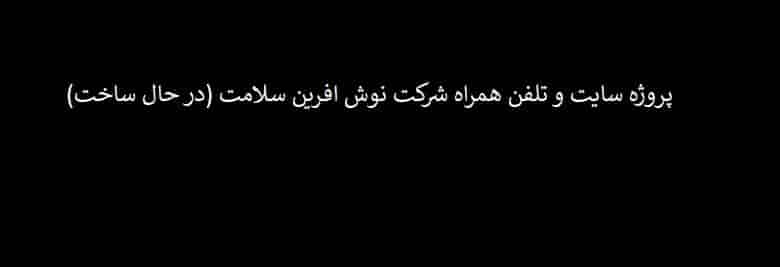 پروژه سایت و تلفن همراه شرکت نوش افرین سلامت (در حال ساخت)